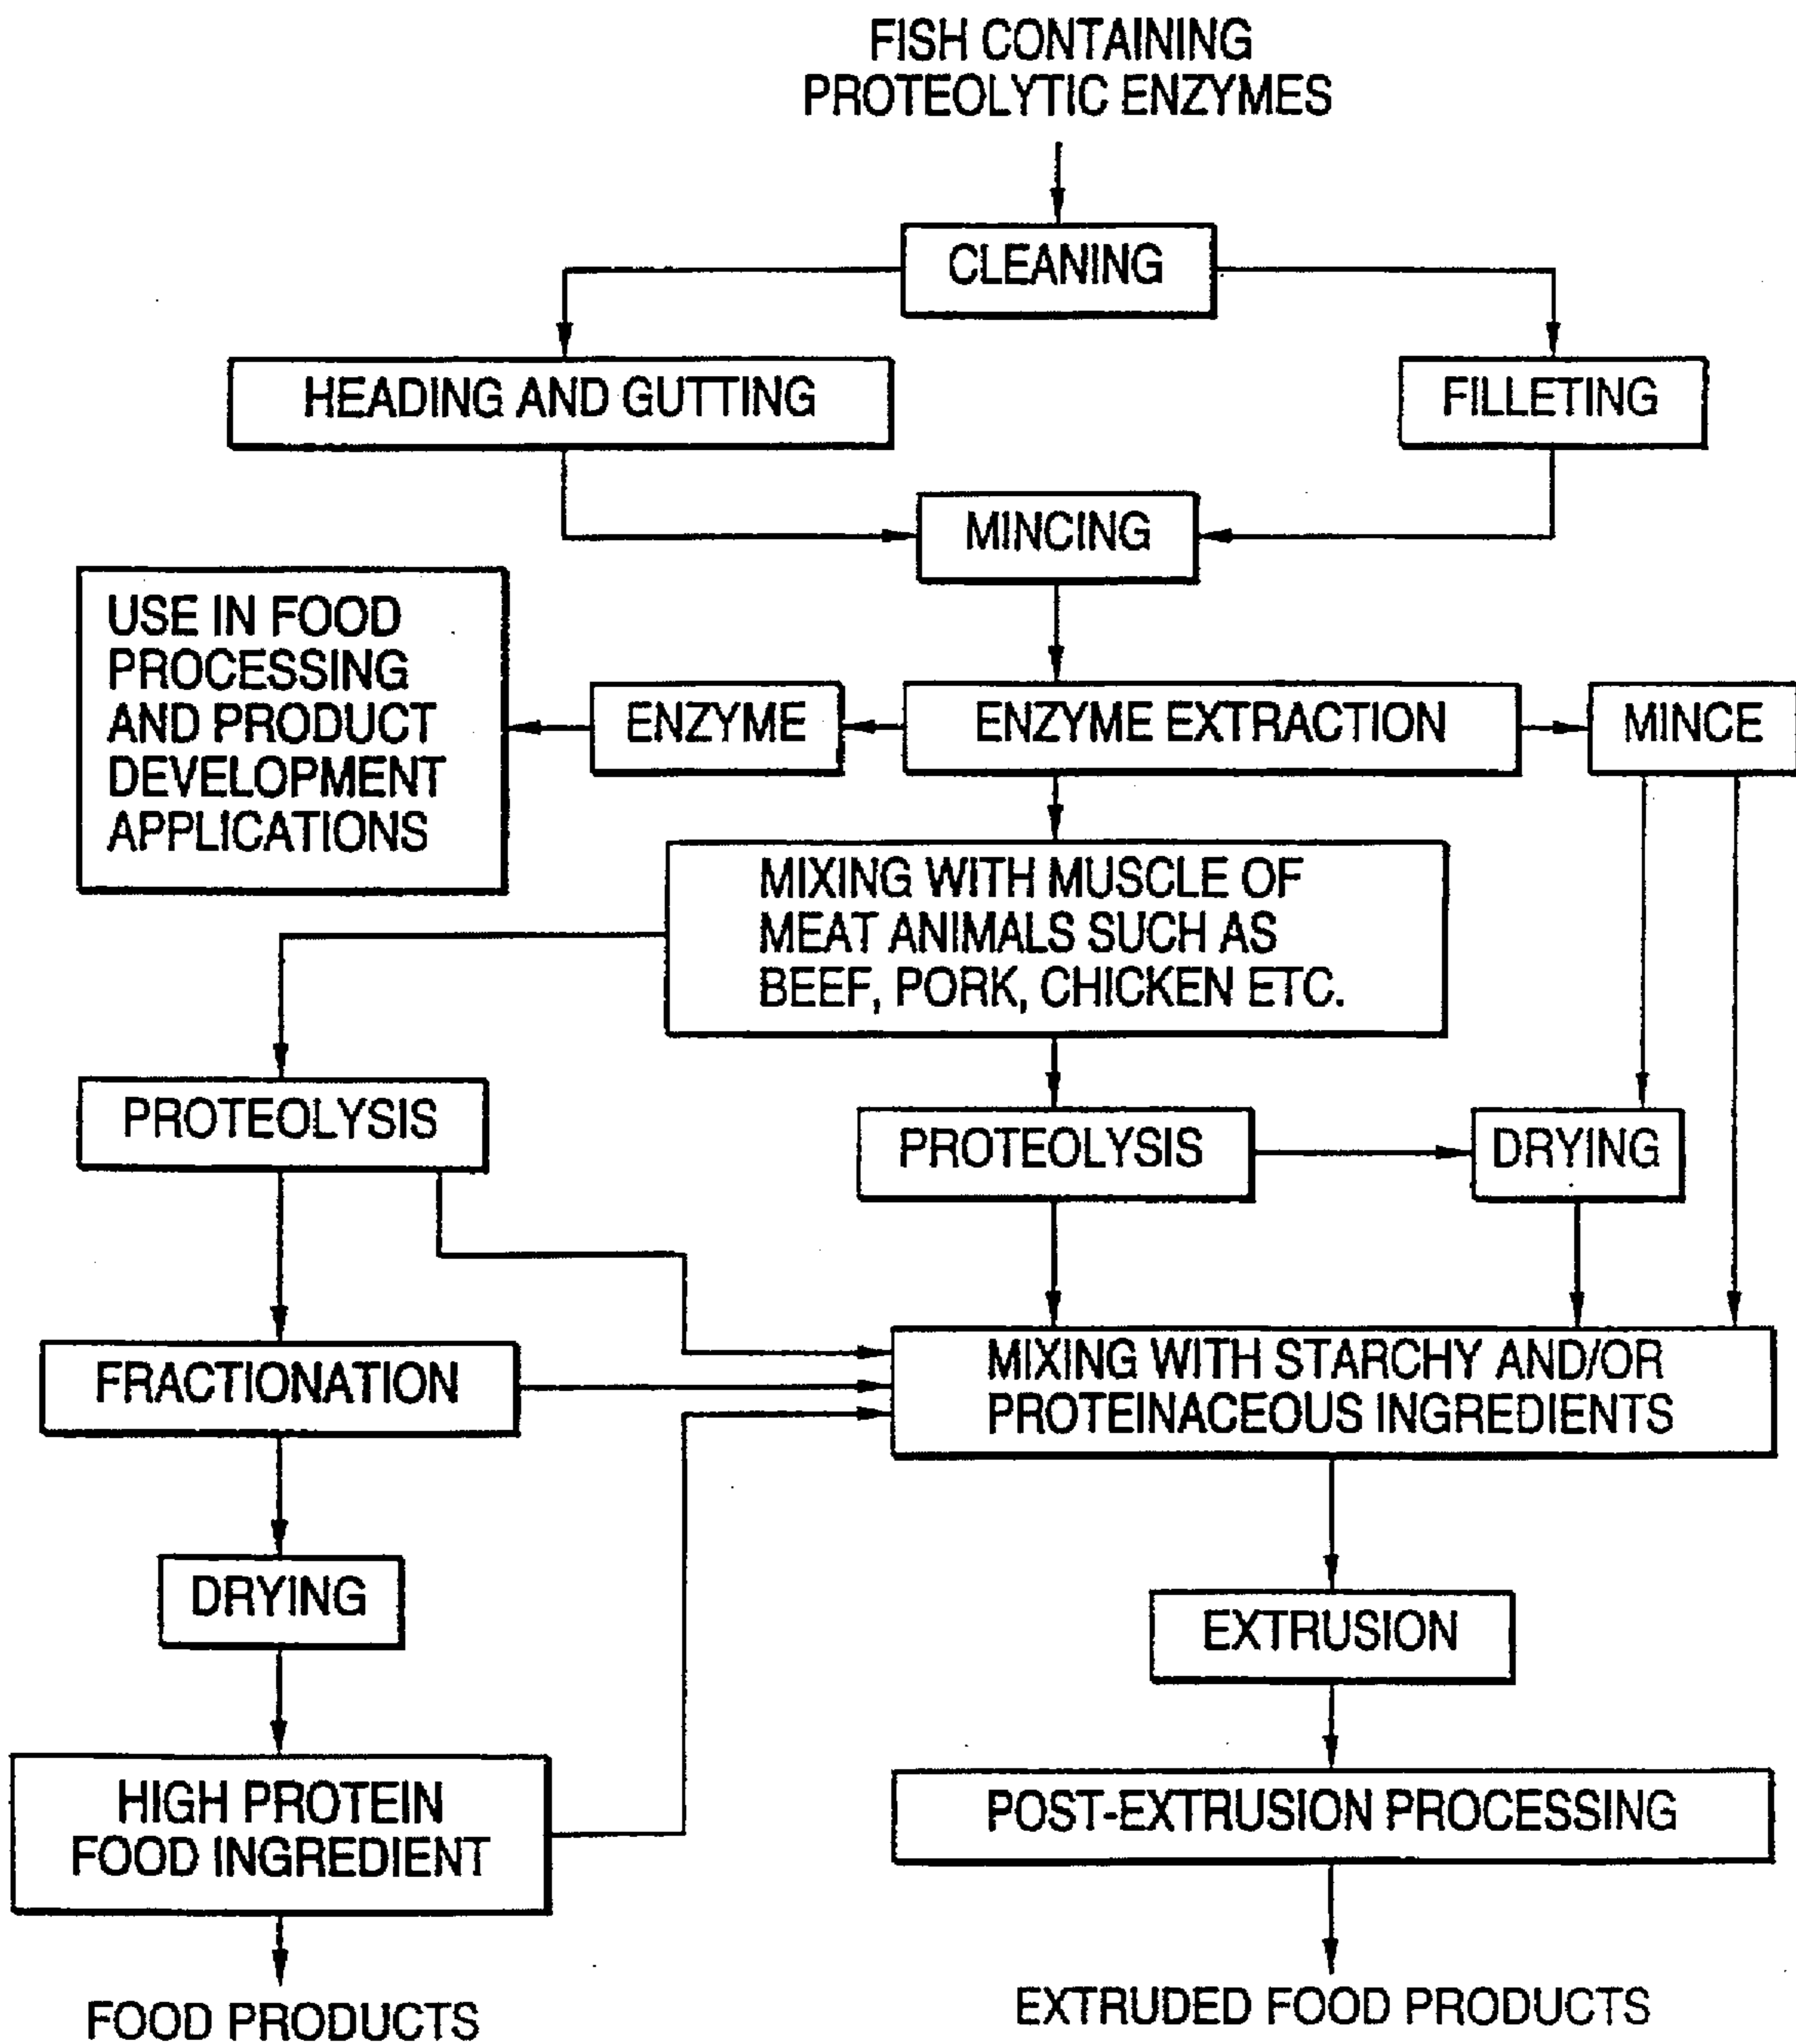 FISH CONTAINING
PROTEOLYTIC ENZYMES
CLEANING
HEADING AND GUTTING
FILLETING
MINCING
USE IN FOOD
PROCESSING
AND PRODUCT
DEVELOPMENT
APPLICATIONS
ENZYME
ENZYME EXTRACTION
MINCE
MIXING WITH MUSCLE OF
MEAT ANIMALS SUCH AS
BEEF, PORK, CHICKEN ETC.
PROTEOLYSIS
PROTEOLYSIS
DRYING
FRACTIONATION
MIXING WITH STARCHY AND/OR
PROTEINACEOUS INGREDIENTS
DRYING
EXTRUSION
HIGH PROTEIN
FOOD INGREDIENT
POST-EXTRUSION PROCESSING
FOOD PRODUCTS
EXTRUDED FOOD PRODUCTS